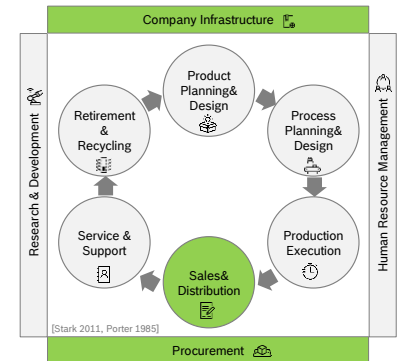 Company Infrastructure
Research & Development
Human Resource Management
Product
Planning&
Design
Process
Planning&
Design
Production
Execution
Sales&
Distribution
Service &
Support
Retirement
&
Recycling
[Stark 2011, Porter 1985]
Procurement